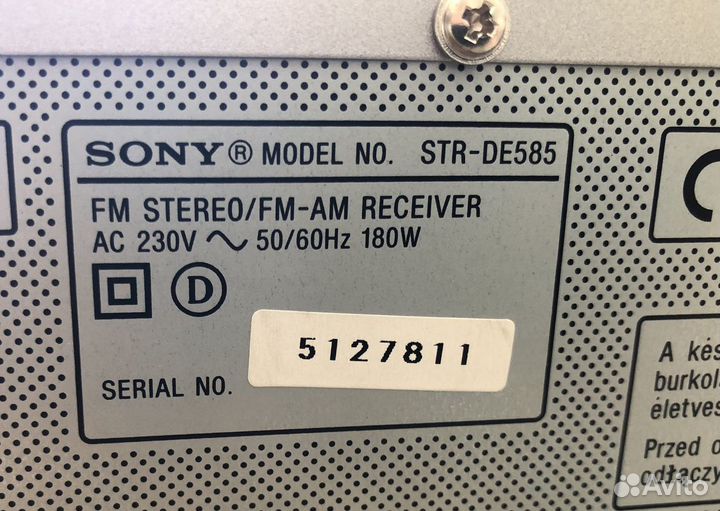 SONY® MODEL NO. STR-DE585
FM STEREO/FM-AM RECEIVER
AC 230V ~ 50/60Hz 180W
D
SERIAL NO. 5127811
A kés
burkol
életves
Przed o
odłączy
Avito